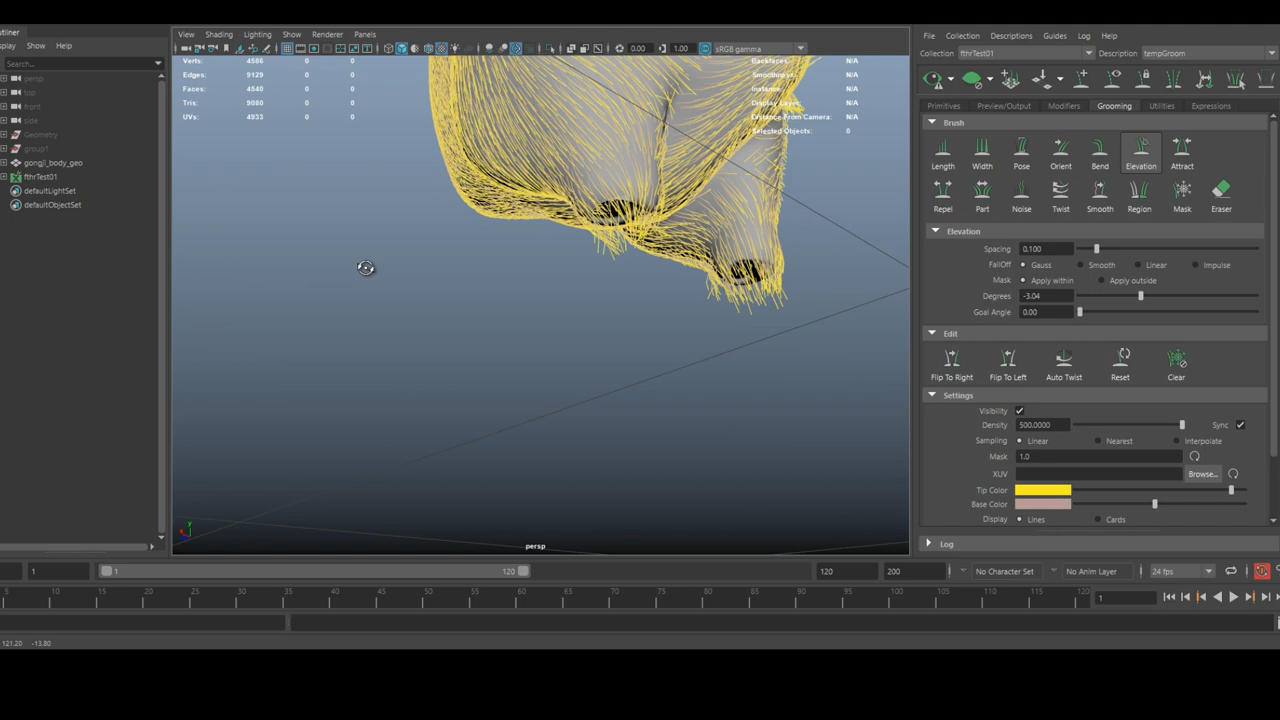 utliner
View Shading Lighting Show Renderer Panels
File Collection Descriptions Guides Log Help
isplay Show Help
0.00 1.00 sRGB gamma
Collection fthrTest01 Description tempGroom
Search...
Verts: 4586 0 0
Edges: 9129 0 0
Faces: 4540 0 0
Tris: 9080 0 0
UVs: 4933 0 0
Backfaces: N/A
Smoothness: N/A
Instance: N/A
Display Layer: N/A
Distance From Camera: N/A
Selected Objects: 0
persp
top
front
side
Geometry
group1
gongji_body_geo
fthrTest01
defaultLightSet
defaultObjectSet
Primitives Preview/Output Modifiers Grooming Utilities Expressions
Brush
Length Width Pose Orient Bend Elevation Attract
Repel Part Noise Twist Smooth Region Mask Eraser
Elevation
Spacing 0.100
FallOff Gauss Smooth Linear Impulse
Mask Apply within Apply outside
Degrees -3.04
Goal Angle 0.00
Edit
Flip To Right Flip To Left Auto Twist Reset Clear
Settings
Visibility
Density 500.0000 Sync
Sampling Linear Nearest Interpolate
Mask 1.0
XUV Browse...
Tip Color
Base Color
Display Lines Cards
Log
y
persp
1 1 120 120 200 No Character Set No Anim Layer 24 fps
5 10 15 20 25 30 35 40 45 50 55 60 65 70 75 80 85 90 95 100 105 110 115 120 1
121.20 -13.80